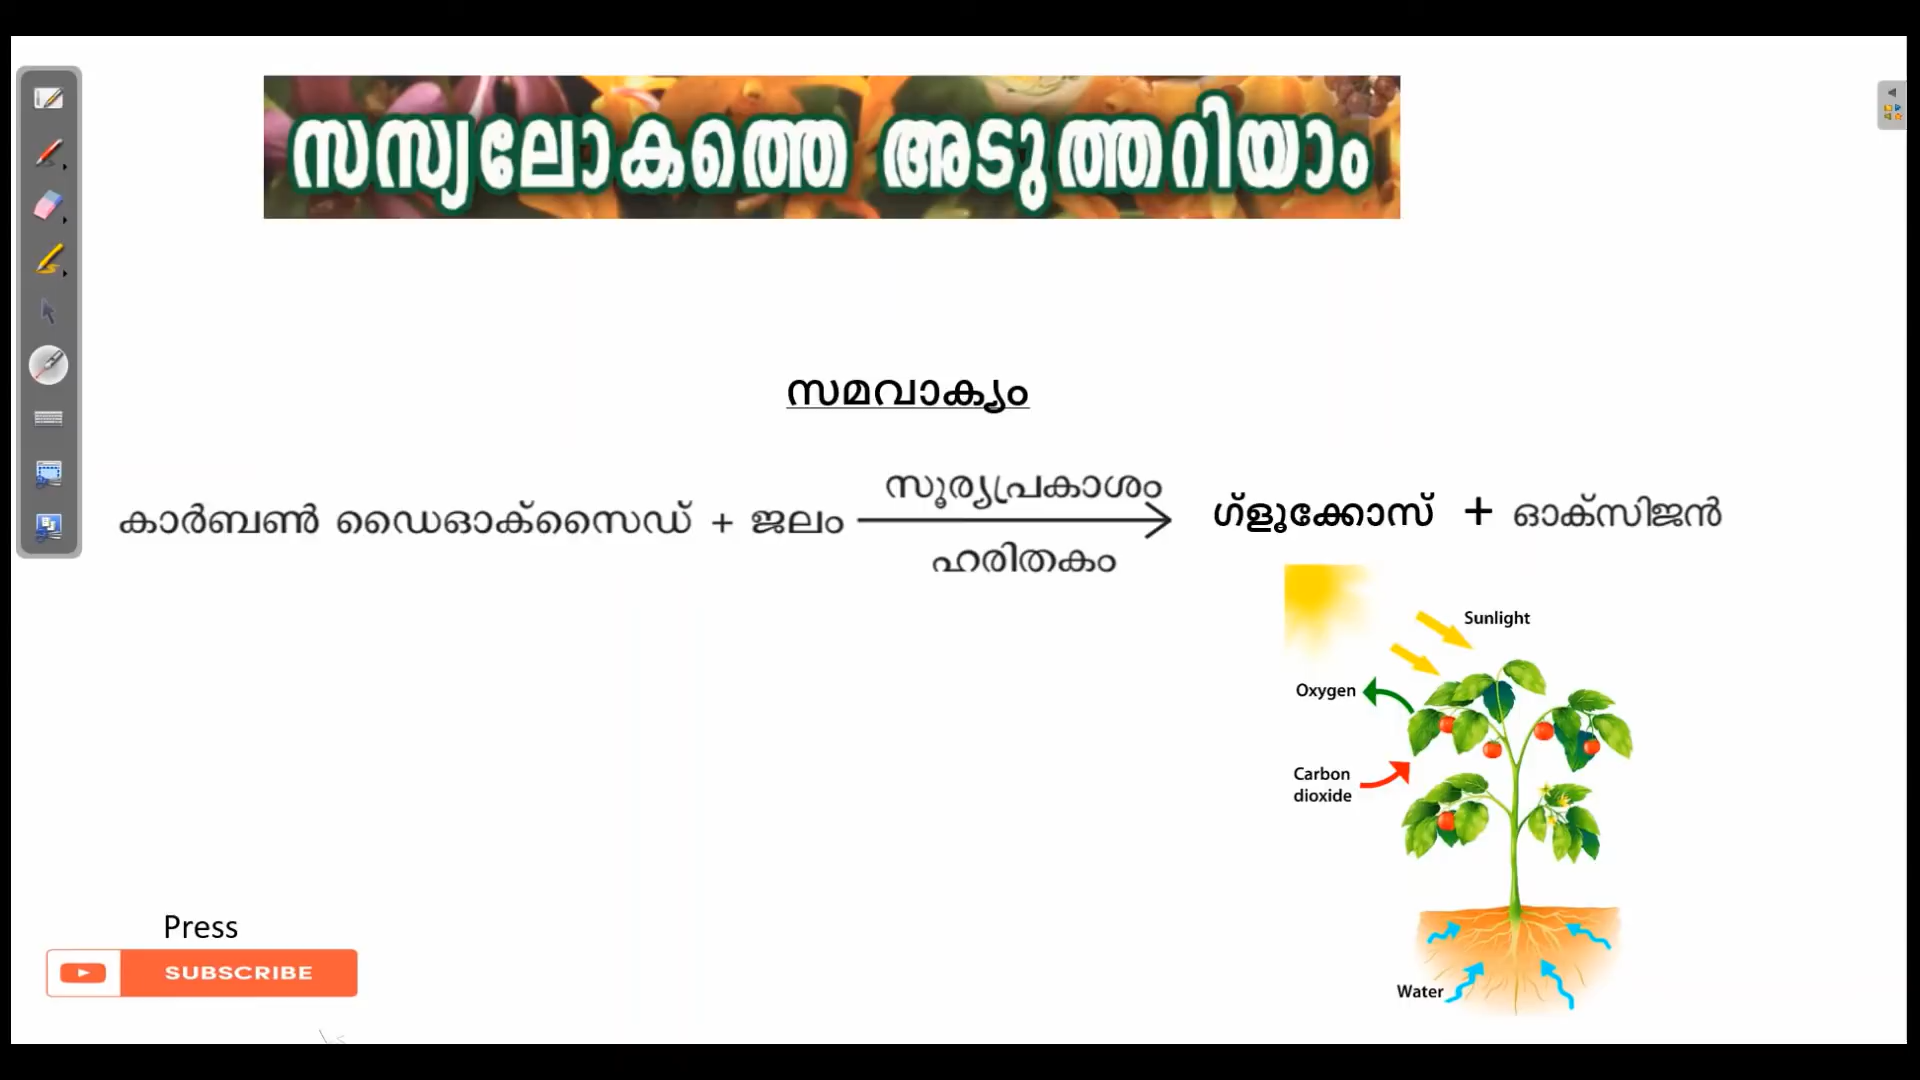 സസ്യലോകത്തെ അടുത്തറിയാം
സമവാക്യം
കാർബൺ ഡൈഓക്സൈഡ് + ജലം
സൂര്യപ്രകാശം
ഹരിതകം
ഗ്ളൂക്കോസ് + ഓക്സിജൻ
Sunlight
Oxygen
Carbon
dioxide
Water
Press
SUBSCRIBE